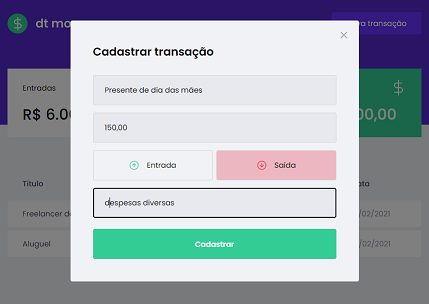 dt mo
transação
Cadastrar transação
Entradas
Presente de dia das mães
R$ 6.00
150,00
00,00
Entrada
Saída
Título
ata
despesas diversas
Freelancer de
/02/2021
Aluguel
/02/2021
Cadastrar